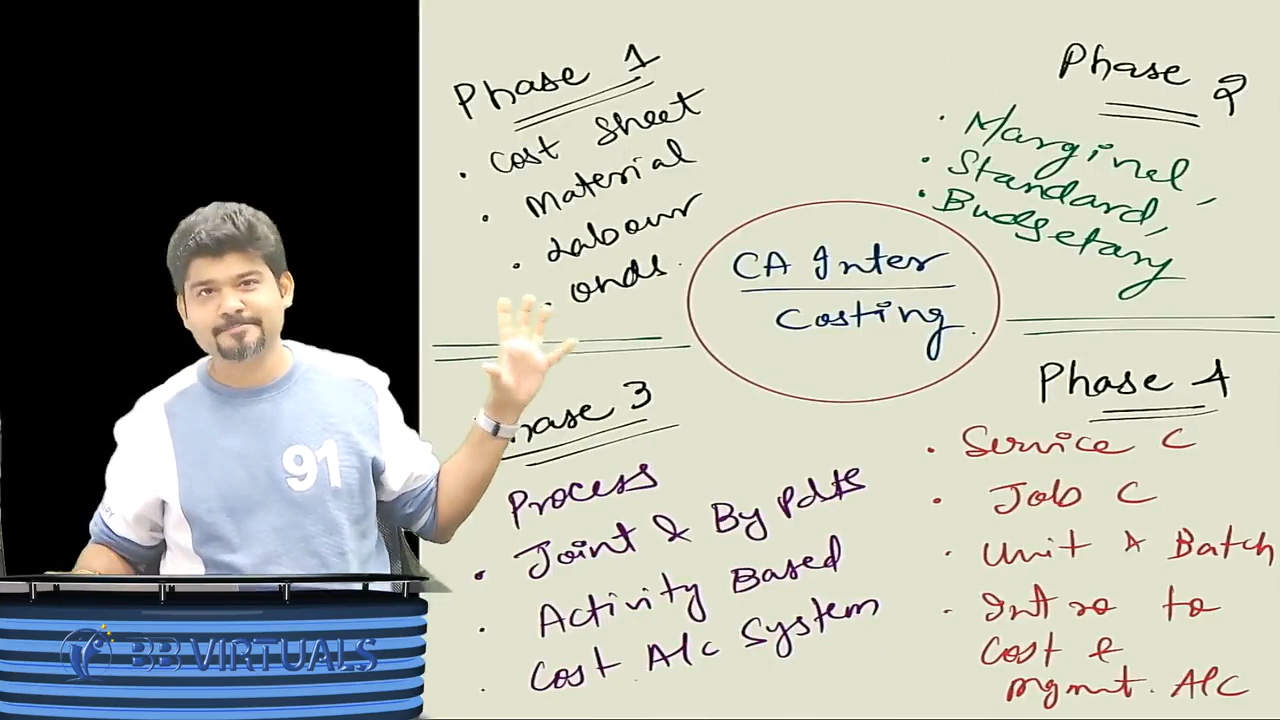 Phase 1
• Cost Sheet
• Material
• Labour
• OHDs.
Phase 2
• Marginal,
• Standard,
• Budgetary
CA Inter
Costing.
Phase 3
Process
• Joint & By Pdts
• Activity Based
• Cost A/c System
Phase 4
• Service C
• Job C
• Unit & Batch
• Intro to
Cost &
Mgmt. A/C
91
BB VIRTUALS